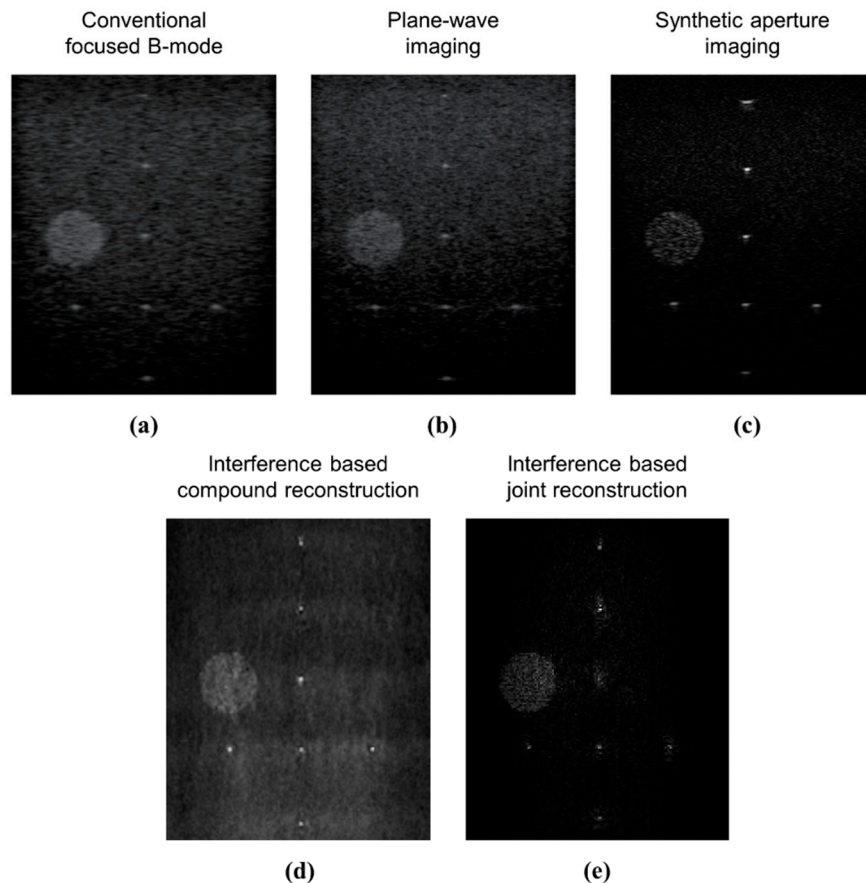 Conventional
focused B-mode
Plane-wave
imaging
Synthetic aperture
imaging
(a)
(b)
(c)
Interference based
compound reconstruction
Interference based
joint reconstruction
(d)
(e)